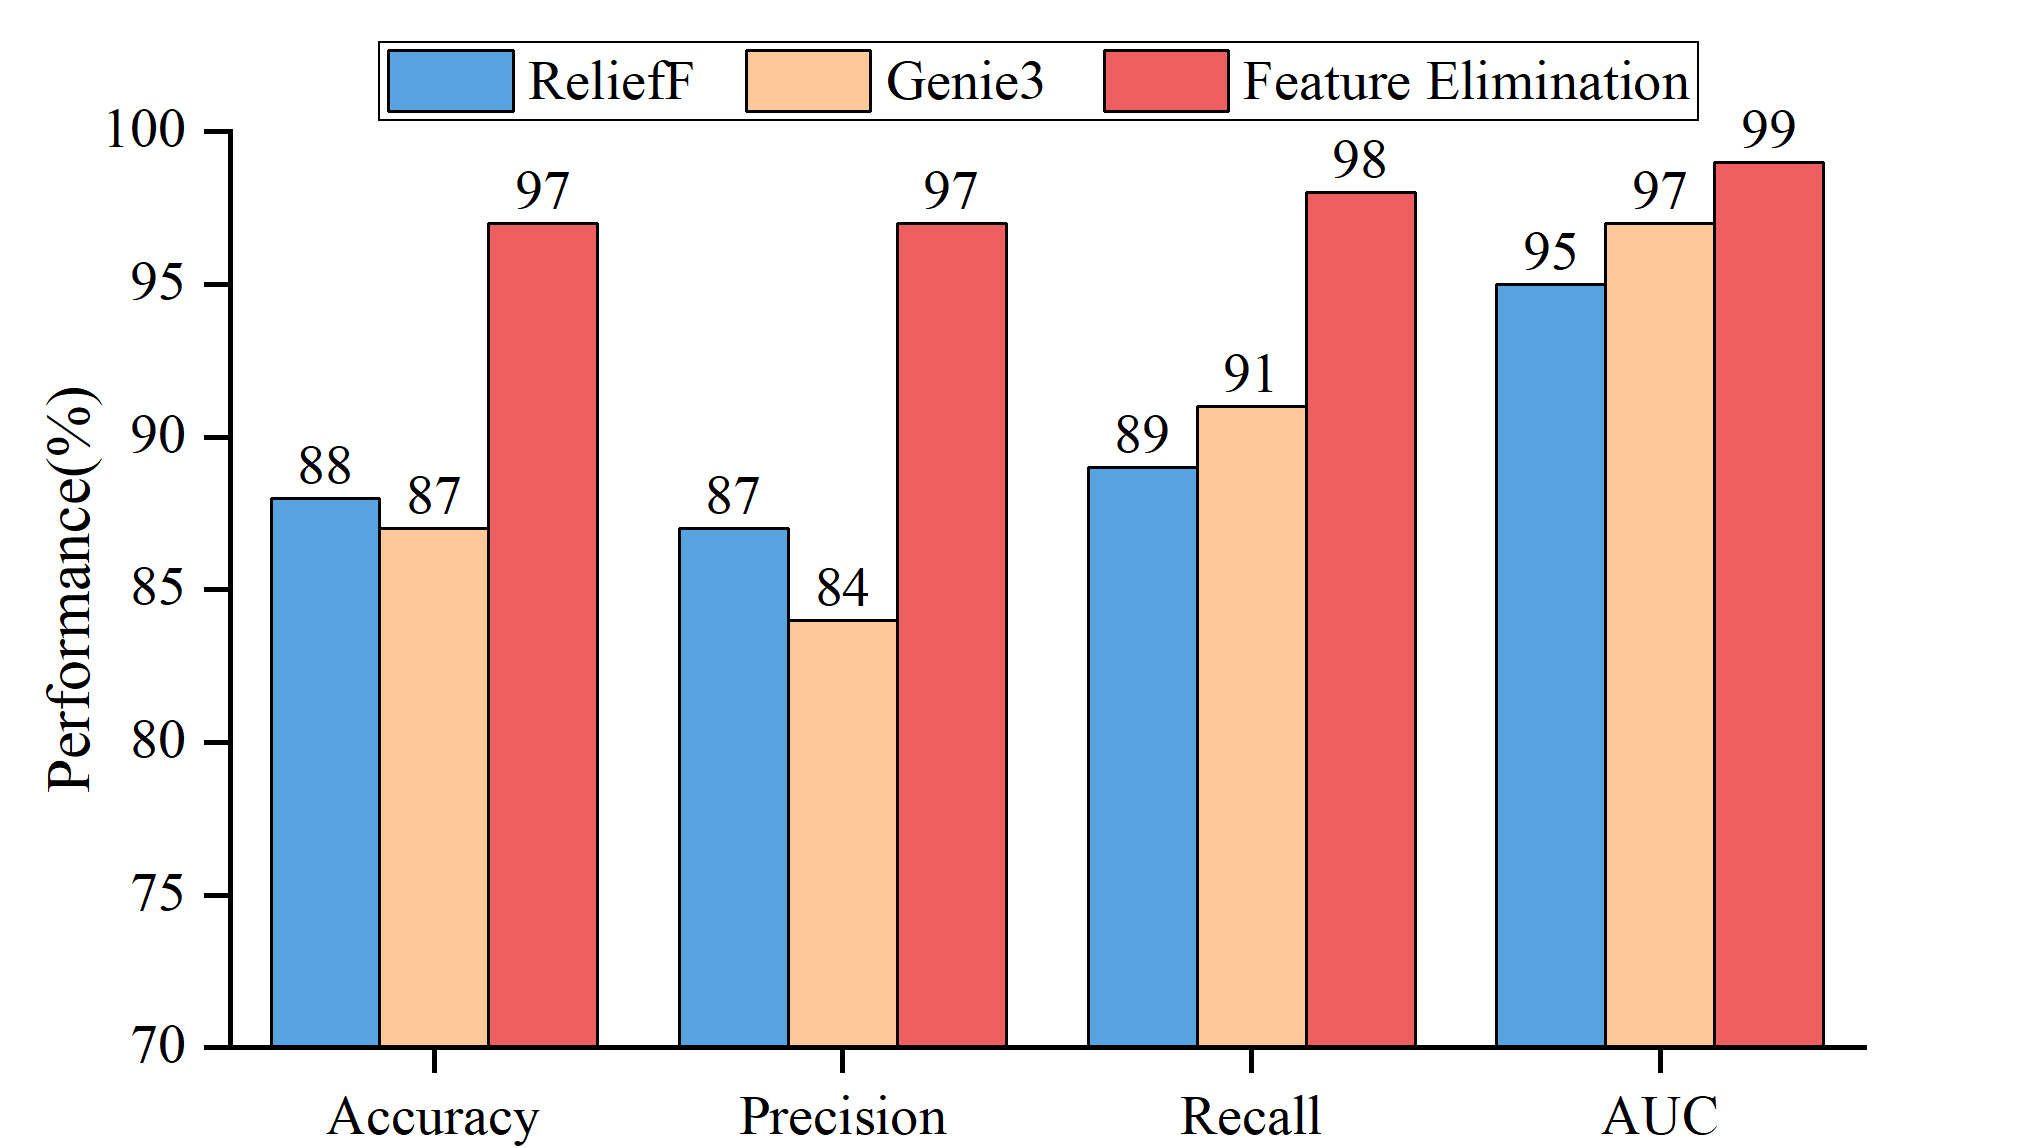 ReliefF Genie3 Feature Elimination
100
95
90
85
80
75
70
Performance(%)
88 87 97
87 84 97
89 91 98
95 97 99
Accuracy Precision Recall AUC